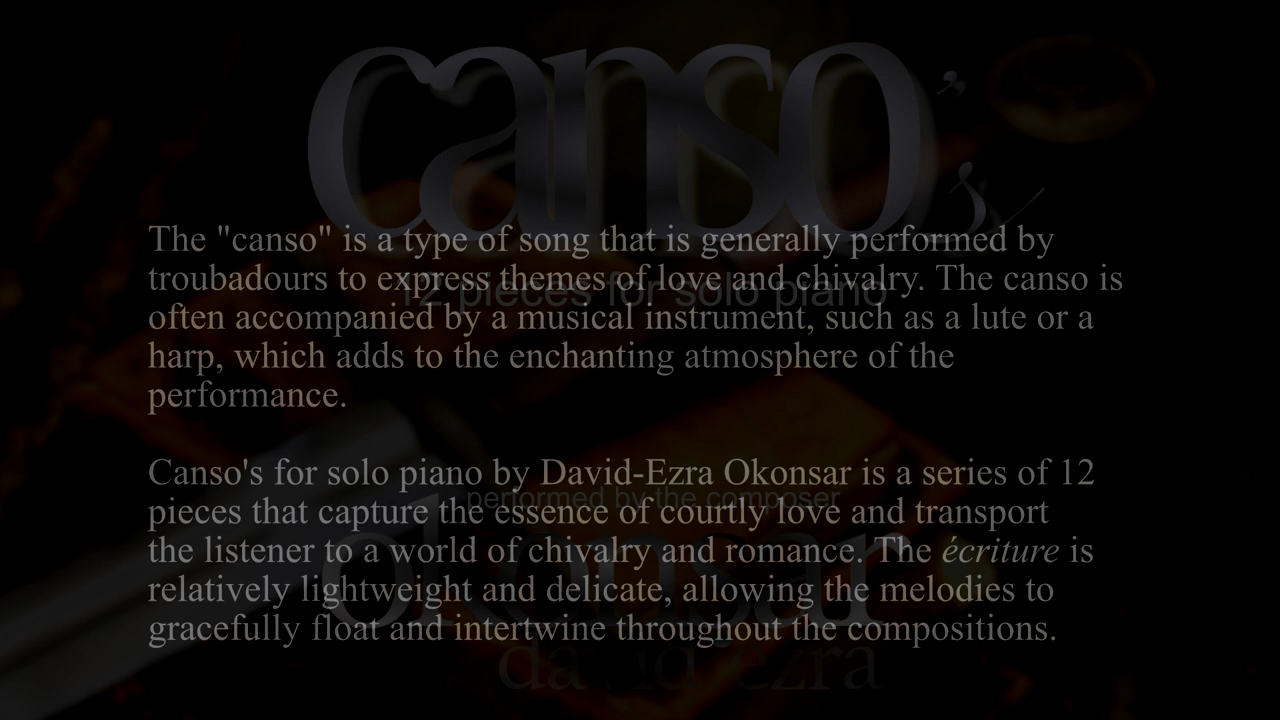 canso's
The "canso" is a type of song that is generally performed by
troubadours to express themes of love and chivalry. The canso is
12 pieces for solo piano
often accompanied by a musical instrument, such as a lute or a
harp, which adds to the enchanting atmosphere of the
performance.
Canso's for solo piano by David-Ezra Okonsar is a series of 12
performed by the composer
pieces that capture the essence of courtly love and transport
the listener to a world of chivalry and romance. The écriture is
okonsar
relatively lightweight and delicate, allowing the melodies to
gracefully float and intertwine throughout the compositions.
david ezra